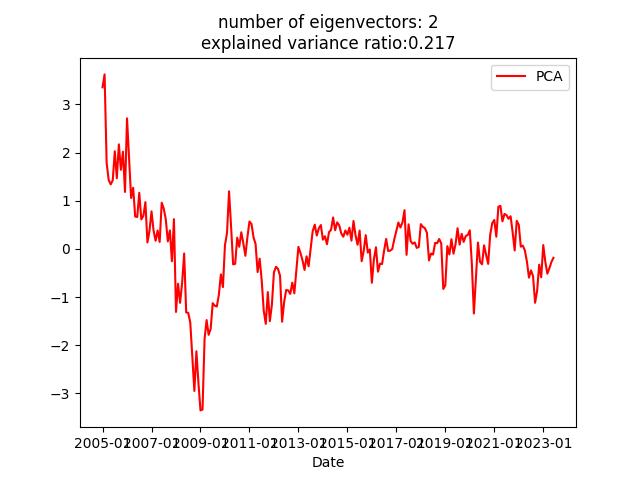 number of eigenvectors: 2
explained variance ratio:0.217
PCA
3
2
1
0
−1
−2
−3
2005-01 2007-01 2009-01 2011-01 2013-01 2015-01 2017-01 2019-01 2021-01 2023-01
Date